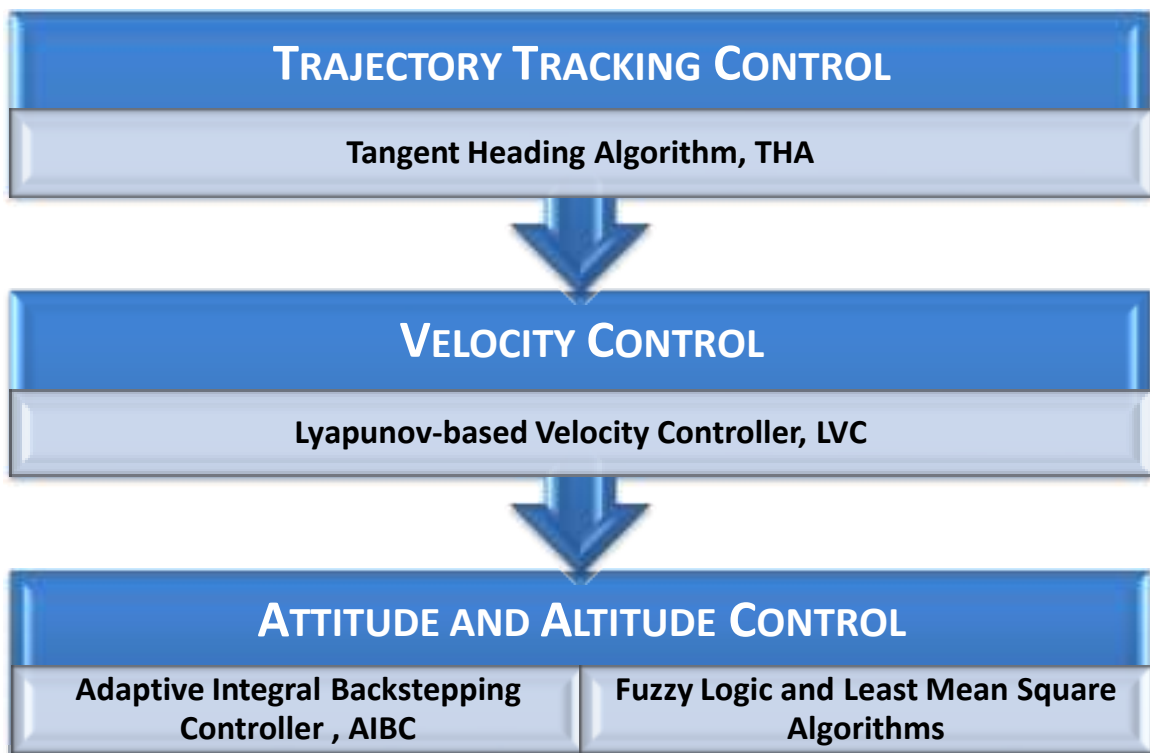 TRAJECTORY TRACKING CONTROL
Tangent Heading Algorithm, THA
VELOCITY CONTROL
Lyapunov-based Velocity Controller, LVC
ATTITUDE AND ALTITUDE CONTROL
Adaptive Integral Backstepping
Controller , AIBC
Fuzzy Logic and Least Mean Square
Algorithms